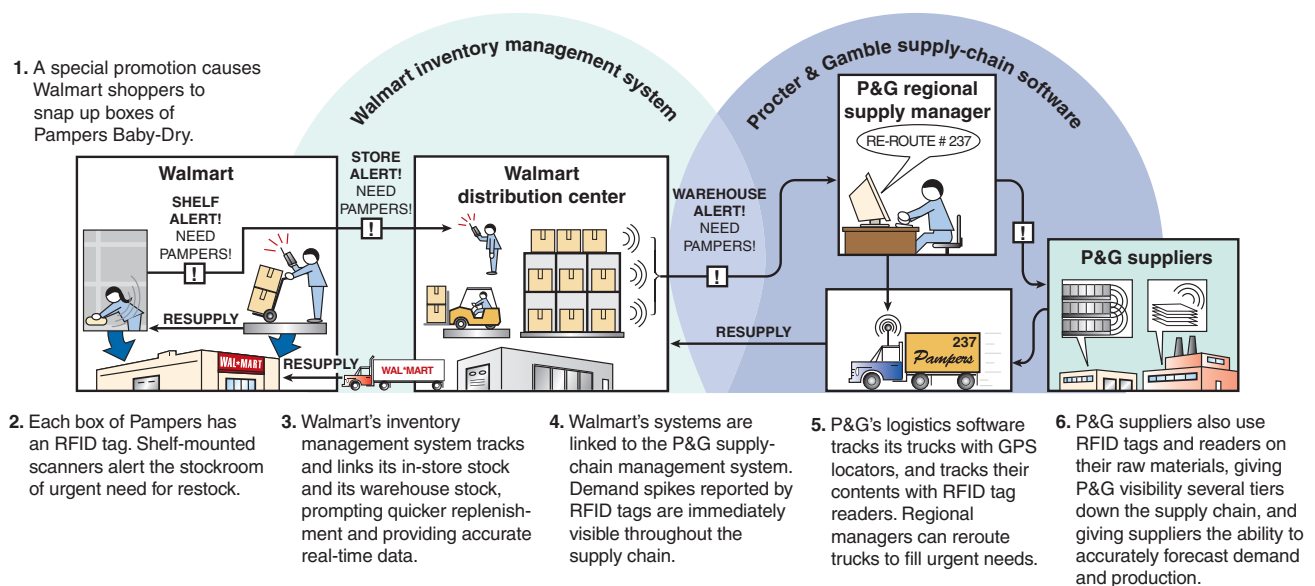 Walmart inventory management system
Procter & Gamble supply-chain software
1. A special promotion causes
Walmart shoppers to
snap up boxes of
Pampers Baby-Dry.
Walmart
SHELF
ALERT!
NEED
PAMPERS!
!
RESUPPLY
WAL*MART
STORE
ALERT!
NEED
PAMPERS!
!
RESUPPLY
WAL*MART
Walmart
distribution center
WAREHOUSE
ALERT!
NEED
PAMPERS!
!
RESUPPLY
P&G regional
supply manager
RE-ROUTE # 237
!
237
Pampers
P&G suppliers
2. Each box of Pampers has
an RFID tag. Shelf-mounted
scanners alert the stockroom
of urgent need for restock.
3. Walmart’s inventory
management system tracks
and links its in-store stock
and its warehouse stock,
prompting quicker replenish-
ment and providing accurate
real-time data.
4. Walmart’s systems are
linked to the P&G supply-
chain management system.
Demand spikes reported by
RFID tags are immediately
visible throughout the
supply chain.
5. P&G’s logistics software
tracks its trucks with GPS
locators, and tracks their
contents with RFID tag
readers. Regional
managers can reroute
trucks to fill urgent needs.
6. P&G suppliers also use
RFID tags and readers on
their raw materials, giving
P&G visibility several tiers
down the supply chain, and
giving suppliers the ability to
accurately forecast demand
and production.